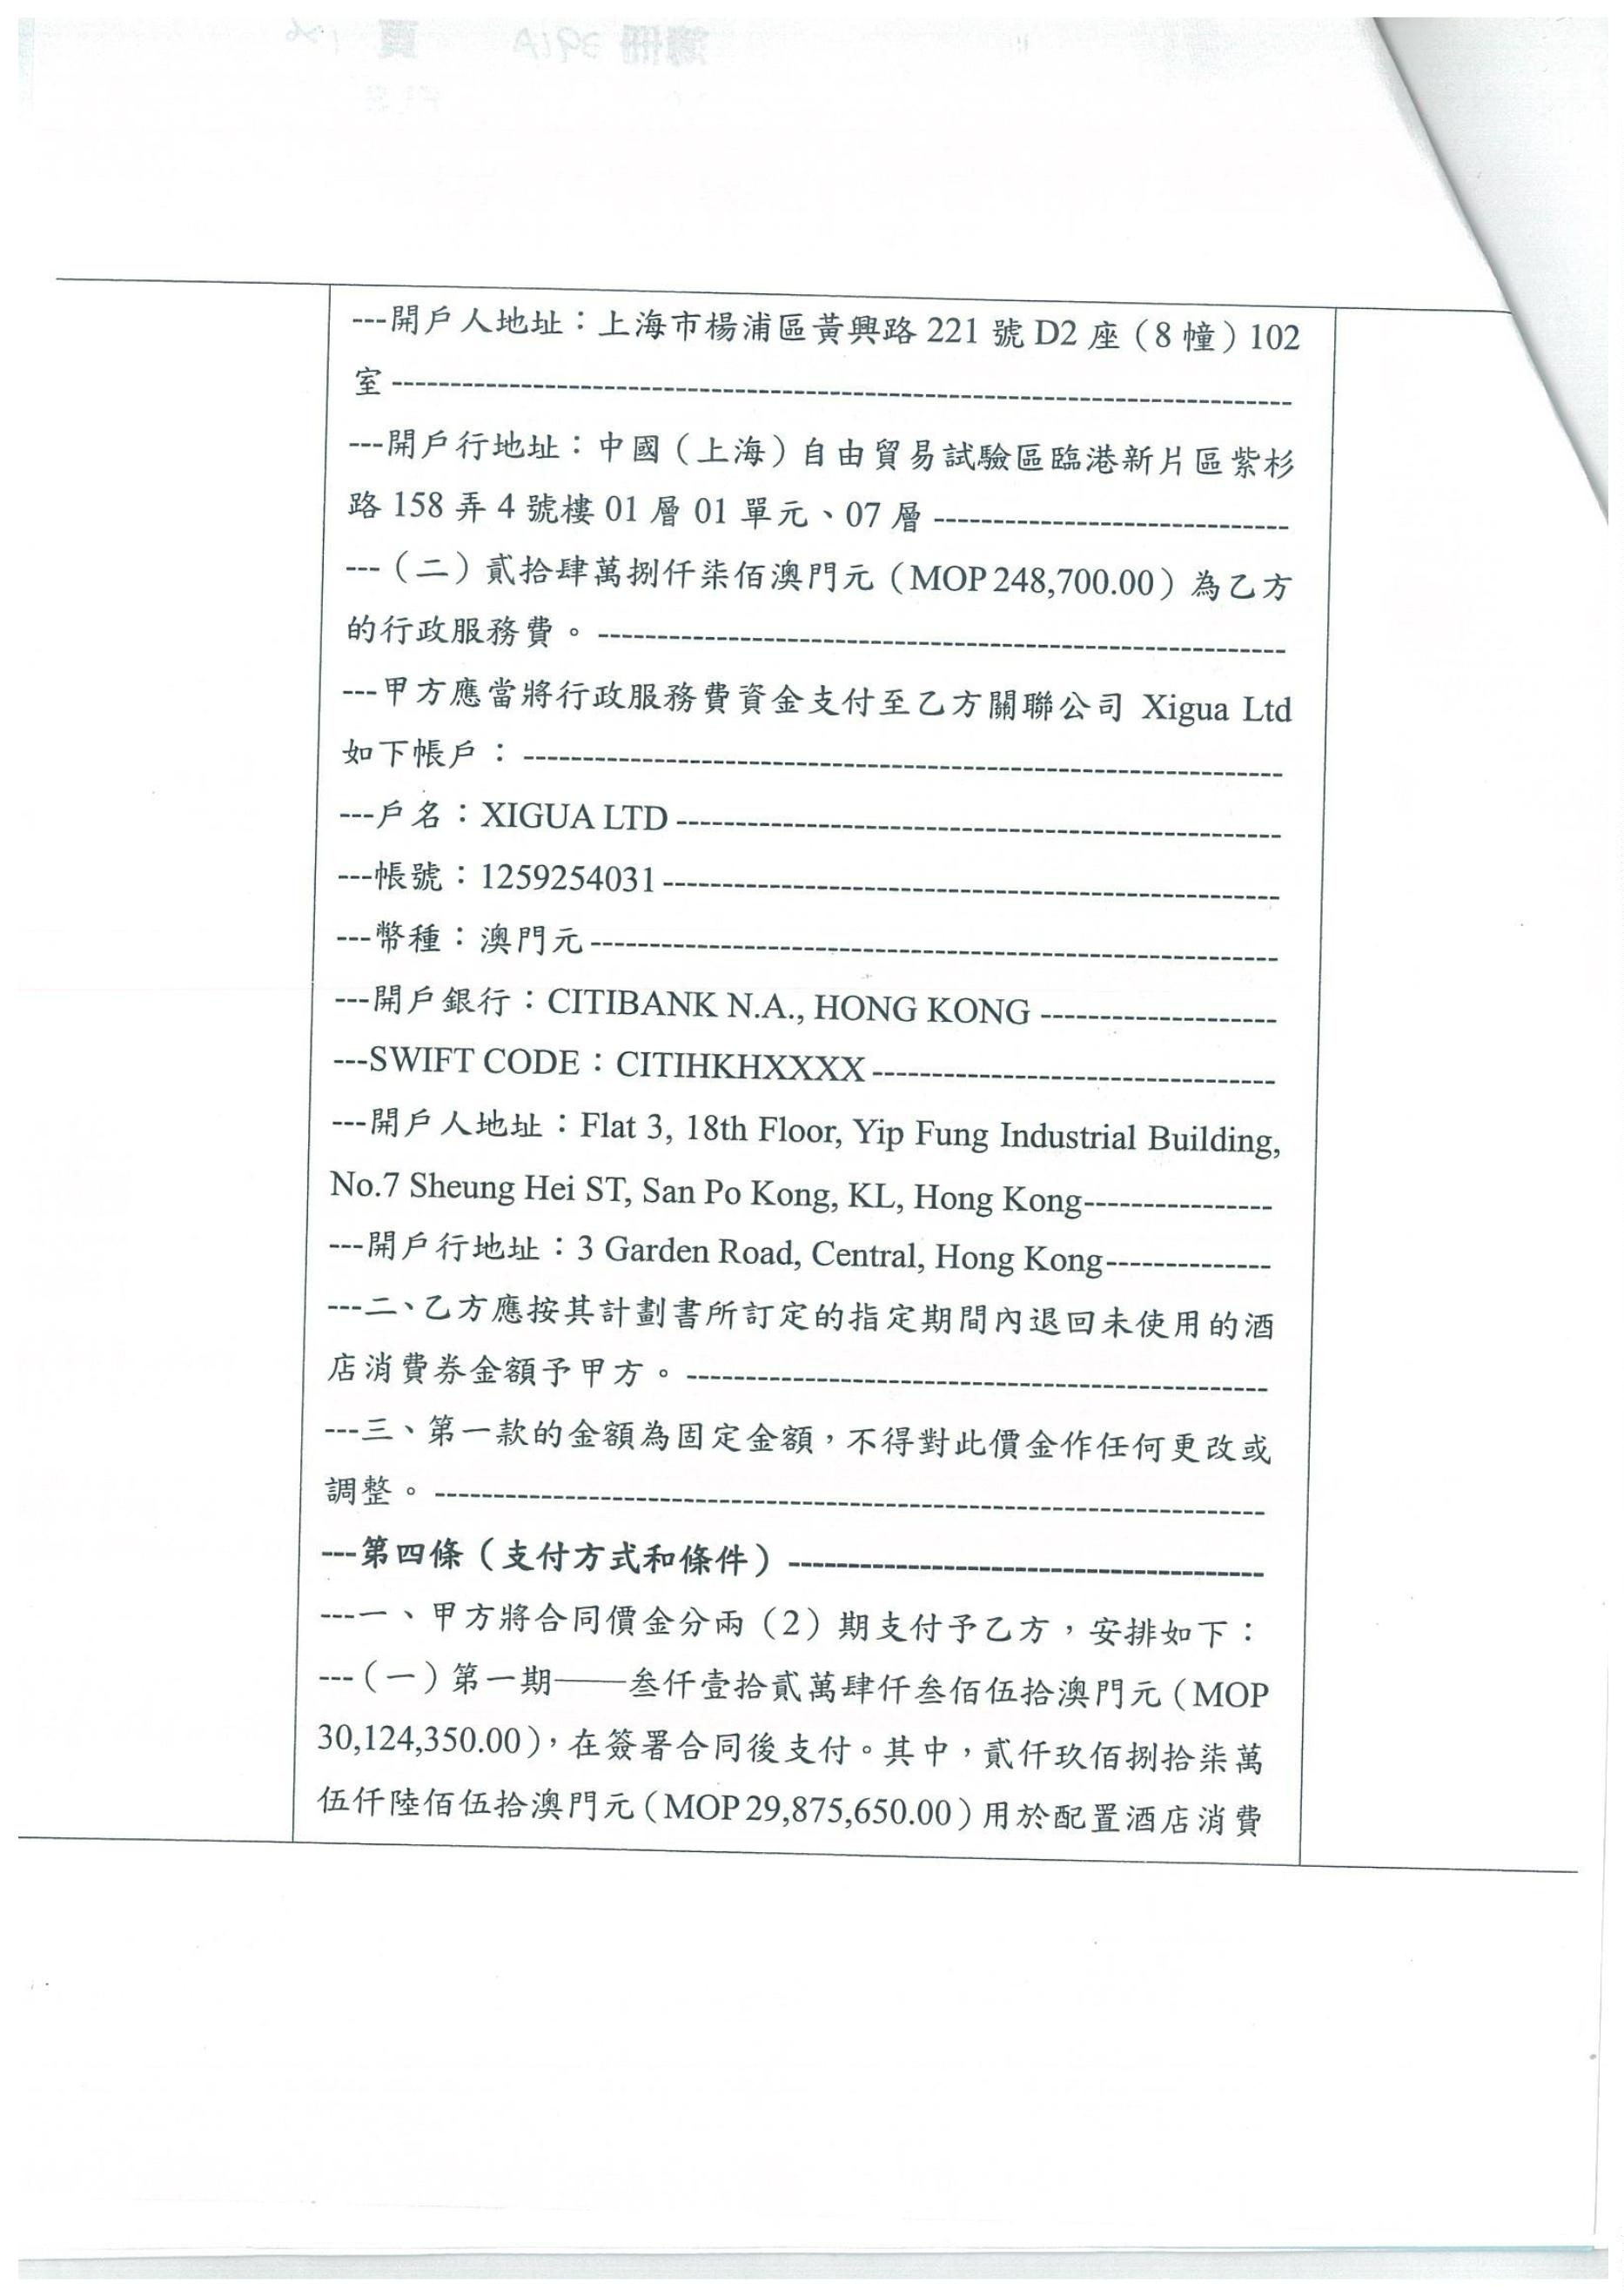 ---開戶人地址：上海市楊浦區黃興路 221 號 D2 座（8 幢）102
室---
---開戶行地址：中國（上海）自由貿易試驗區臨港新片區紫杉
路 158 弄 4 號樓 01 層 01 單元、07 層---
---（二）貳拾肆萬捌仟柒佰澳門元（MOP 248,700.00）為乙方
的行政服務費。---
---甲方應當將行政服務費資金支付至乙方關聯公司 Xigua Ltd
如下帳戶：---
---戶名：XIGUA LTD---
---帳號：1259254031---
---幣種：澳門元---
---開戶銀行：CITIBANK N.A., HONG KONG---
---SWIFT CODE：CITIHKHXXXX---
---開戶人地址：Flat 3, 18th Floor, Yip Fung Industrial Building,
No.7 Sheung Hei ST, San Po Kong, KL, Hong Kong---
---開戶行地址：3 Garden Road, Central, Hong Kong---
---二、乙方應按其計劃書所訂定的指定期間內退回未使用的酒
店消費券金額予甲方。---
---三、第一款的金額為固定金額，不得對此價金作任何更改或
調整。---
---第四條（支付方式和條件）---
---一、甲方將合同價金分兩（2）期支付予乙方，安排如下：
---（一）第一期——叁仟壹拾貳萬肆仟叁佰伍拾澳門元（MOP
30,124,350.00），在簽署合同後支付。其中，貳仟玖佰捌拾柒萬
伍仟陸佰伍拾澳門元（MOP 29,875,650.00）用於配置酒店消費